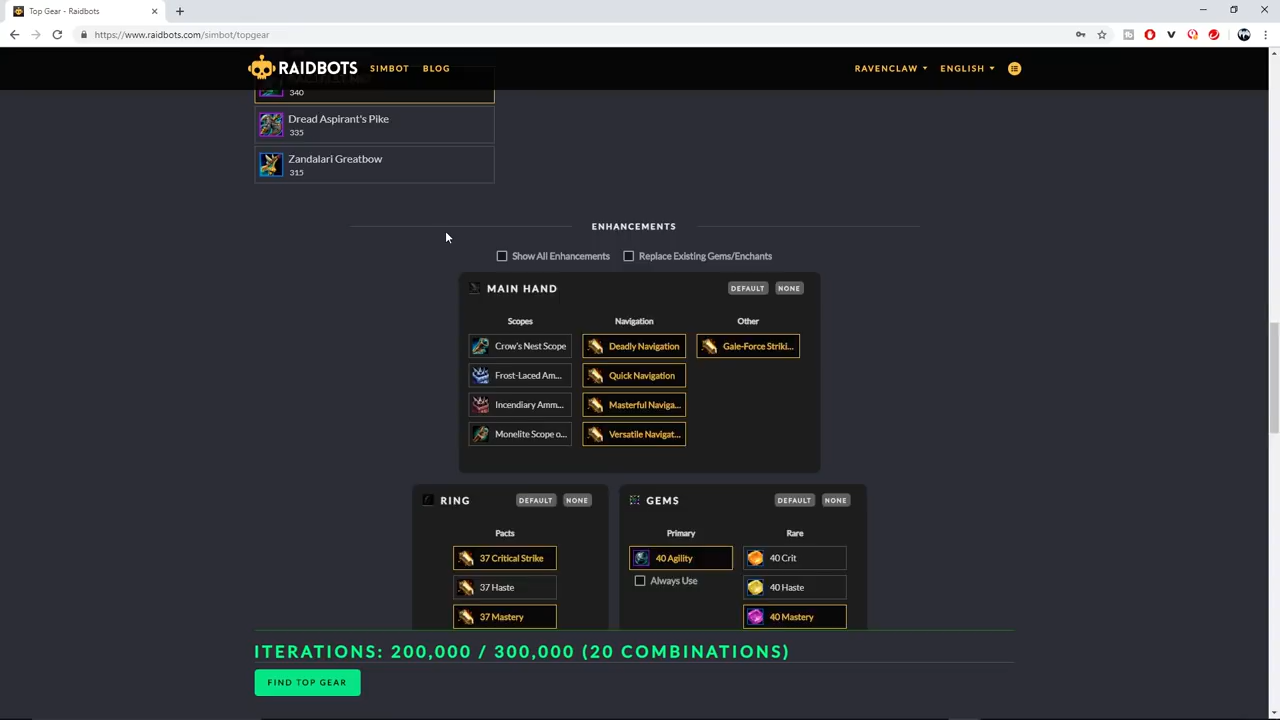 Top Gear - Raidbots
https://www.raidbots.com/simbot/topgear
RAIDBOTS
SIMBOT
BLOG
RAVENCLAW
ENGLISH
340
Dread Aspirant's Pike
335
Zandalari Greatbow
315
ENHANCEMENTS
Show All Enhancements
Replace Existing Gems/Enchants
MAIN HAND
DEFAULT
NONE
Scopes
Navigation
Other
Crow's Nest Scope
Deadly Navigation
Gale-Force Striki...
Frost-Laced Am...
Quick Navigation
Incendiary Amm...
Masterful Naviga...
Monelite Scope o...
Versatile Navigat...
RING
DEFAULT
NONE
GEMS
DEFAULT
NONE
Pacts
Primary
Rare
37 Critical Strike
40 Agility
40 Crit
37 Haste
Always Use
40 Haste
37 Mastery
40 Mastery
ITERATIONS: 200,000 / 300,000 (20 COMBINATIONS)
FIND TOP GEAR